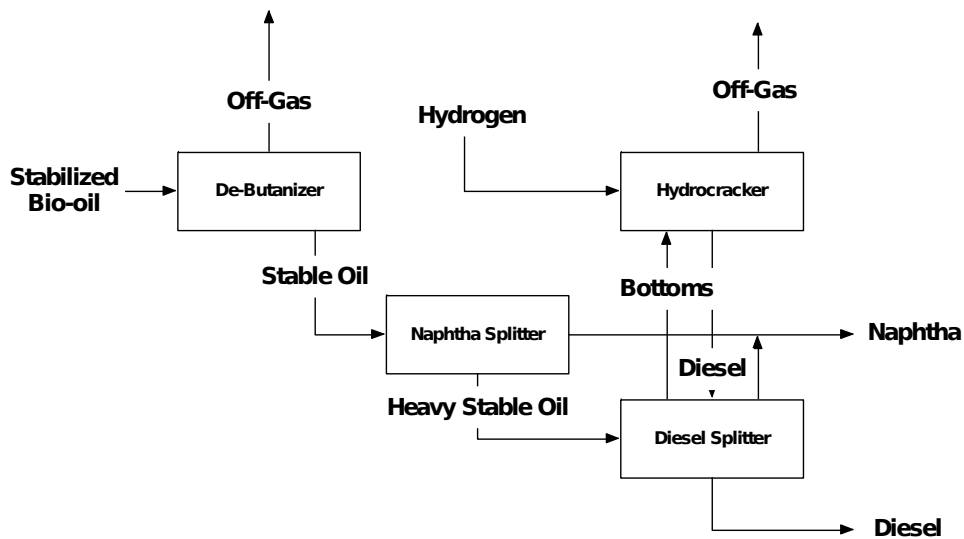 Off-Gas
Off-Gas
Hydrogen
Stabilized
Bio-oil
De-Butanizer
Hydrocracker
Stable Oil
Bottoms
Naphtha Splitter
Naphtha
Diesel
Heavy Stable Oil
Diesel Splitter
Diesel